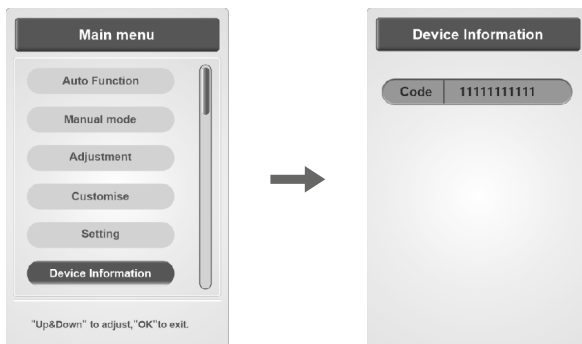 Main menu
Auto Function
Manual mode
Adjustment
Customise
Setting
Device Information
"Up&Down" to adjust,"OK"to exit.
Device Information
Code 11111111111